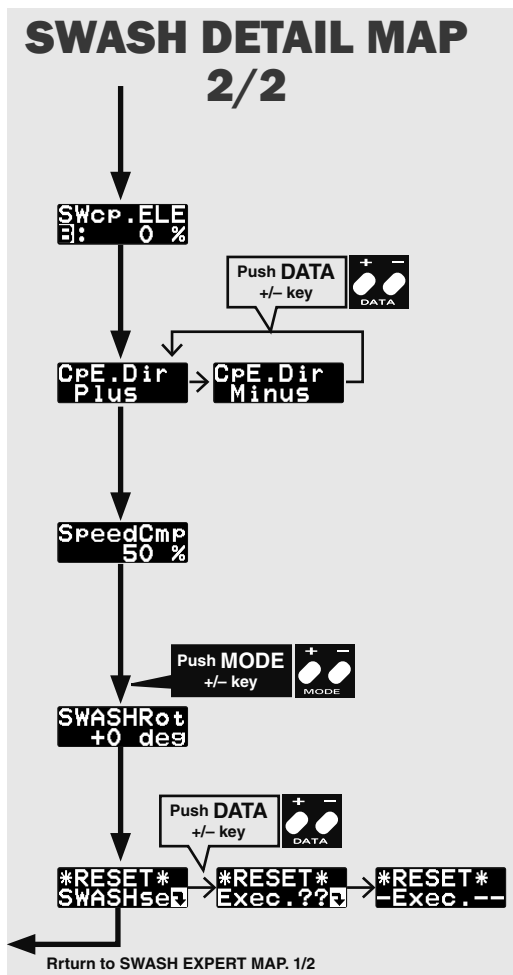 SWASH DETAIL MAP
2/2
SWcp.ELE
B: 0 %
Push DATA
+/– key
+ –
DATA
CpE.Dir
Plus
CpE.Dir
Minus
SpeedCmp
50 %
Push MODE
+/– key
+ –
MODE
SWASHRot
+0 deg
Push DATA
+/– key
+ –
DATA
*RESET*
SWASHse
*RESET*
Exec.??
*RESET*
-Exec.--
Rrturn to SWASH EXPERT MAP. 1/2